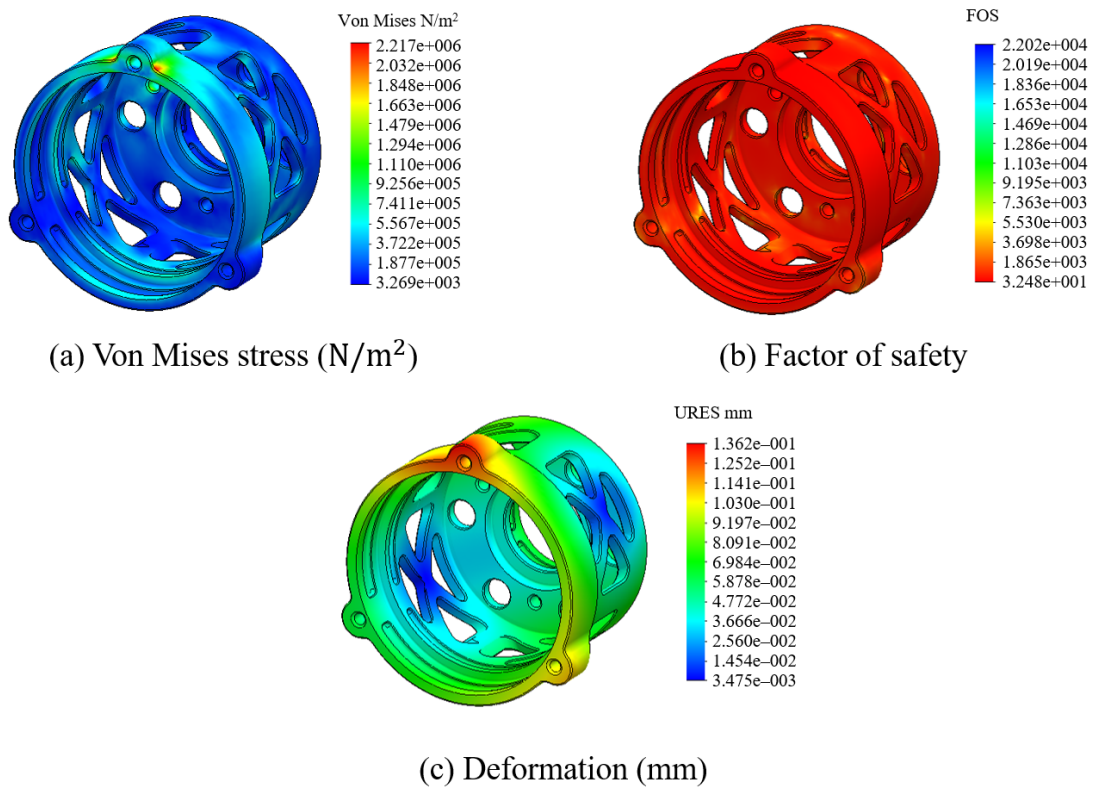 Von Mises N/m²
2.217e+006
2.032e+006
1.848e+006
1.663e+006
1.479e+006
1.294e+006
1.110e+006
9.256e+005
7.411e+005
5.567e+005
3.722e+005
1.877e+005
3.269e+003
(a) Von Mises stress (N/m²)
FOS
2.202e+004
2.019e+004
1.836e+004
1.653e+004
1.469e+004
1.286e+004
1.103e+004
9.195e+003
7.363e+003
5.530e+003
3.698e+003
1.865e+003
3.248e+001
(b) Factor of safety
URES mm
1.362e–001
1.252e–001
1.141e–001
1.030e–001
9.197e–002
8.091e–002
6.984e–002
5.878e–002
4.772e–002
3.666e–002
2.560e–002
1.454e–002
3.475e–003
(c) Deformation (mm)